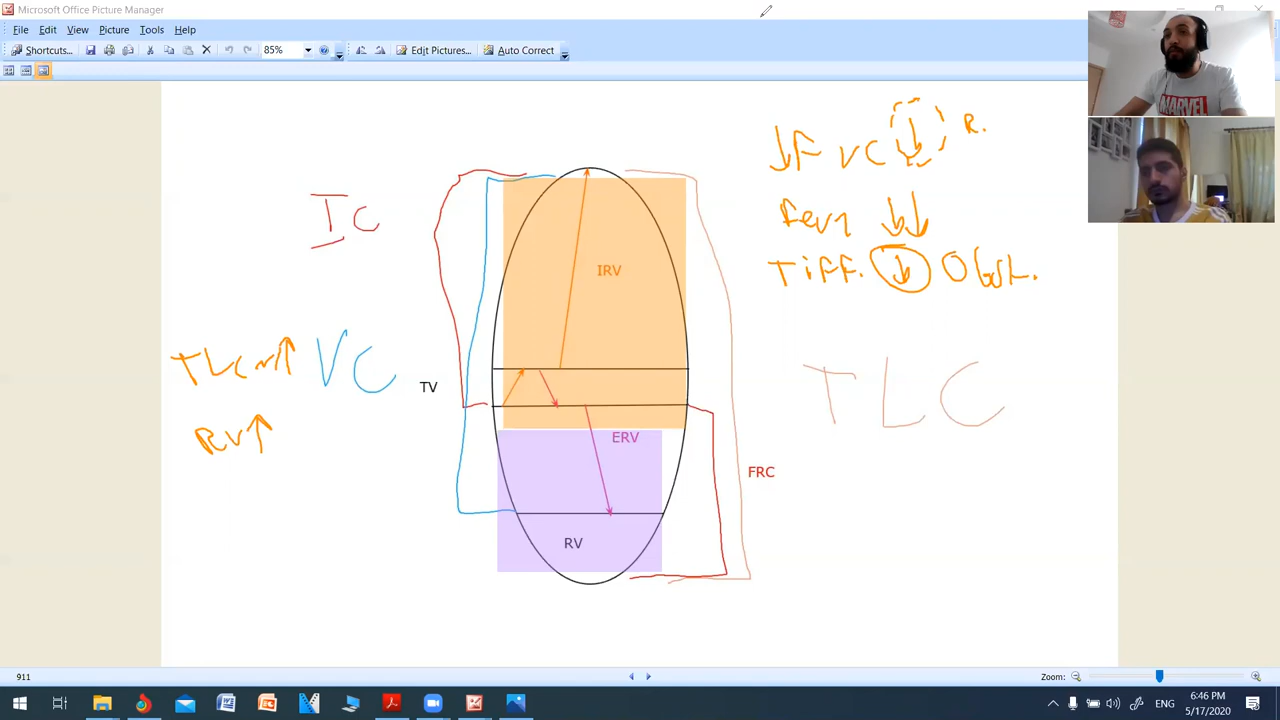 Microsoft Office Picture Manager
File Edit View Picture Tools Help
Shortcuts... 85% Edit Pictures... Auto Correct
MARVEL
↓F VC ↓ R.
Fev1 ↓↓
Tiff. ↓ Obst.
IC
IRV
TLC n↑
VC
TV
TLC
RV↑
ERV
FRC
RV
911
Zoom:
ENG
6:46 PM
5/17/2020